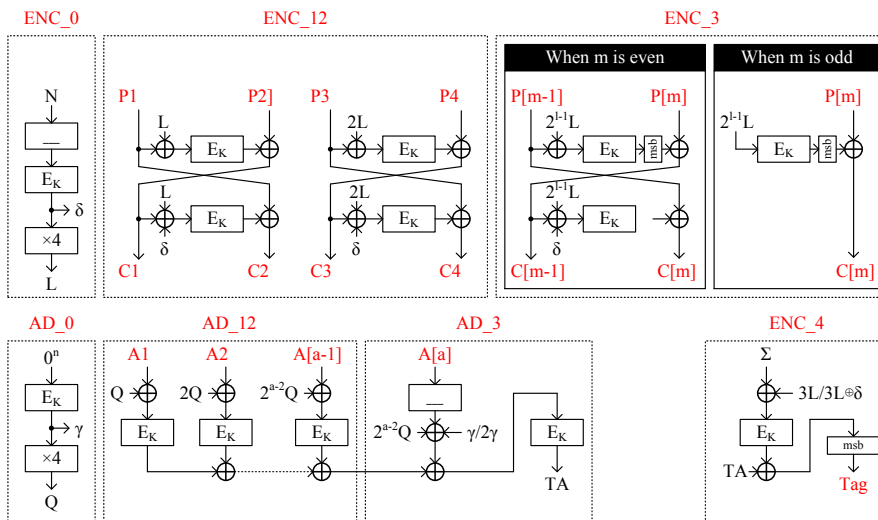 ENC_0 ENC_12 ENC_3
When m is even When m is odd
N P1 P2] P3 P4 P[m-1] P[m] P[m]
L 2L 2^{l-1}L 2^{l-1}L
__ E_K E_K E_K msb E_K msb
E_K
δ L 2L 2^{l-1}L
×4 E_K E_K E_K
δ δ δ
L C1 C2 C3 C4 C[m-1] C[m] C[m]
AD_0 AD_12 AD_3 ENC_4
0^n A1 A2 A[a-1] A[a] Σ
Q 2Q 2^{a-2}Q __ 3L/3L⊕δ
E_K
γ E_K E_K E_K 2^{a-2}Q γ/2γ E_K E_K
×4 msb
Q TA TA Tag